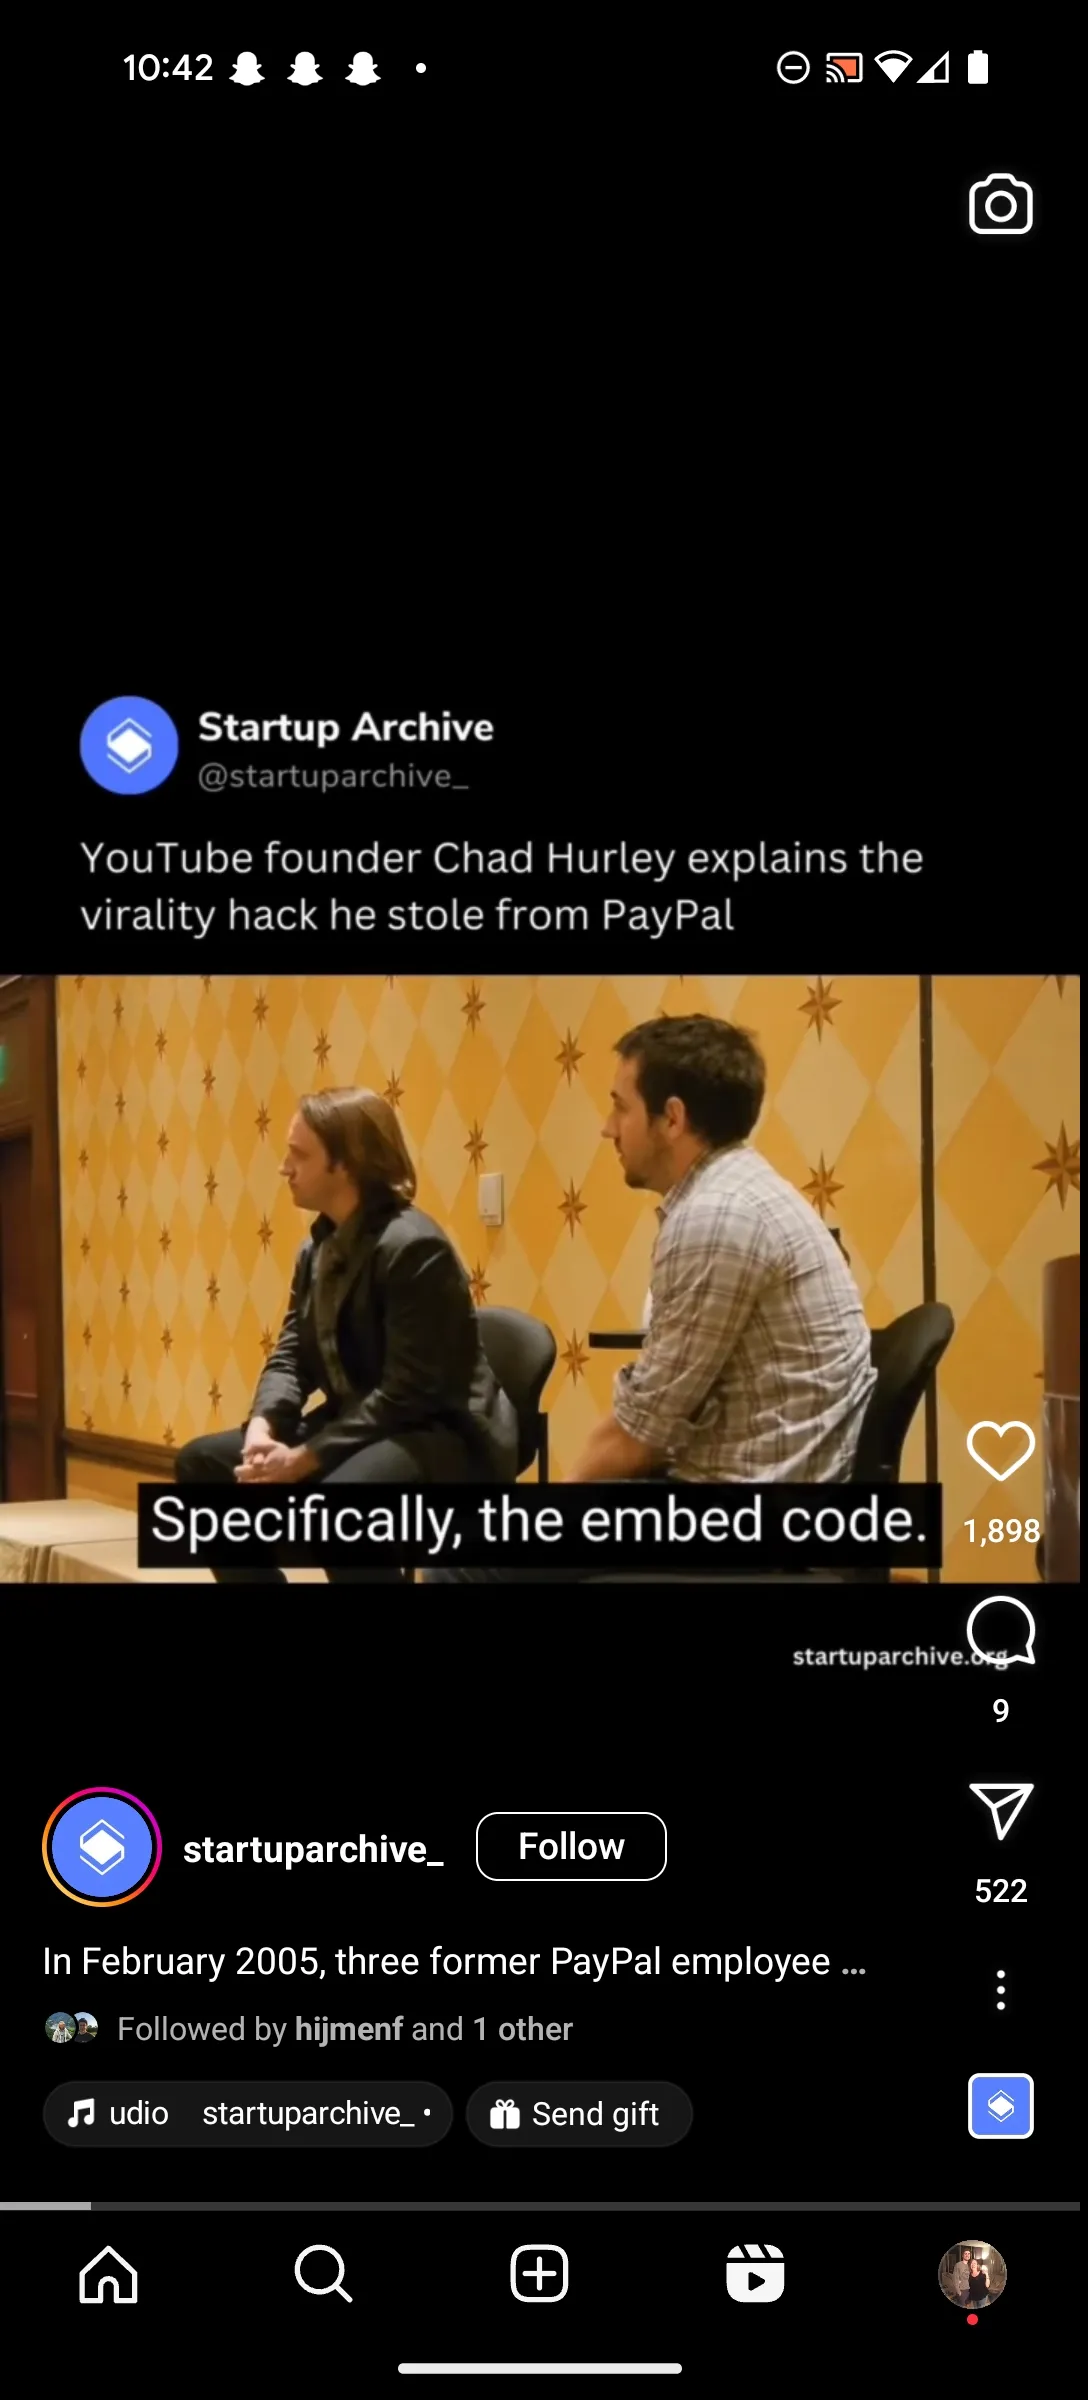 10:42
Startup Archive
@startuparchive_
YouTube founder Chad Hurley explains the
virality hack he stole from PayPal
Specifically, the embed code.
1,898
startuparchive.org
9
startuparchive_
Follow
522
In February 2005, three former PayPal employee ...
Followed by hijmenf and 1 other
udio startuparchive_ •
Send gift